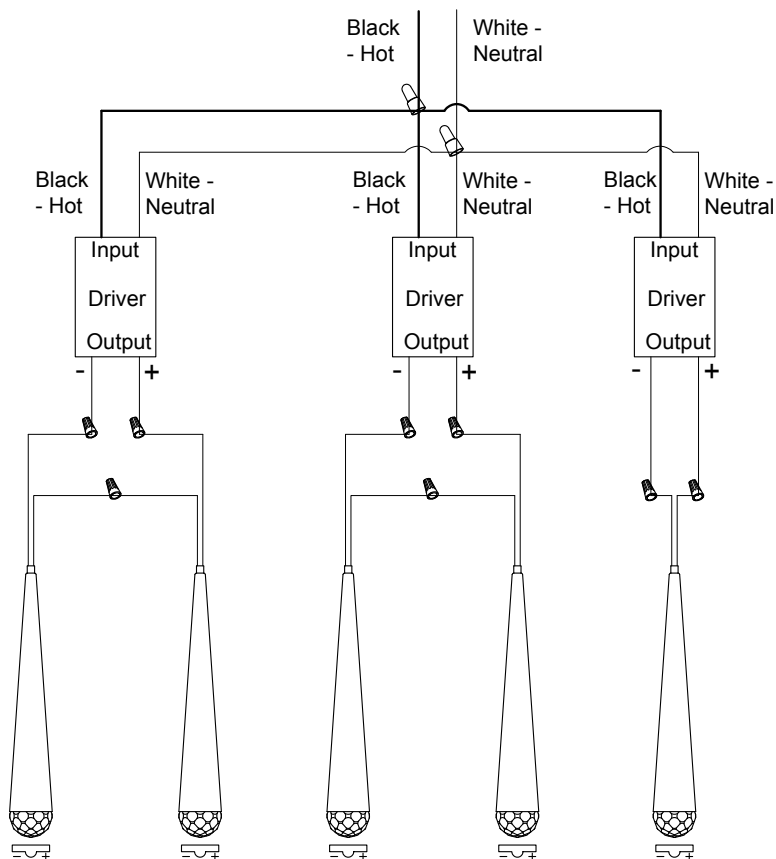 Black
- Hot
White -
Neutral
Black
- Hot
White -
Neutral
Black
- Hot
White -
Neutral
Black
- Hot
White -
Neutral
Input
Driver
Output
Input
Driver
Output
Input
Driver
Output
- +
- +
- +
- +
- +
- +
- +
- +